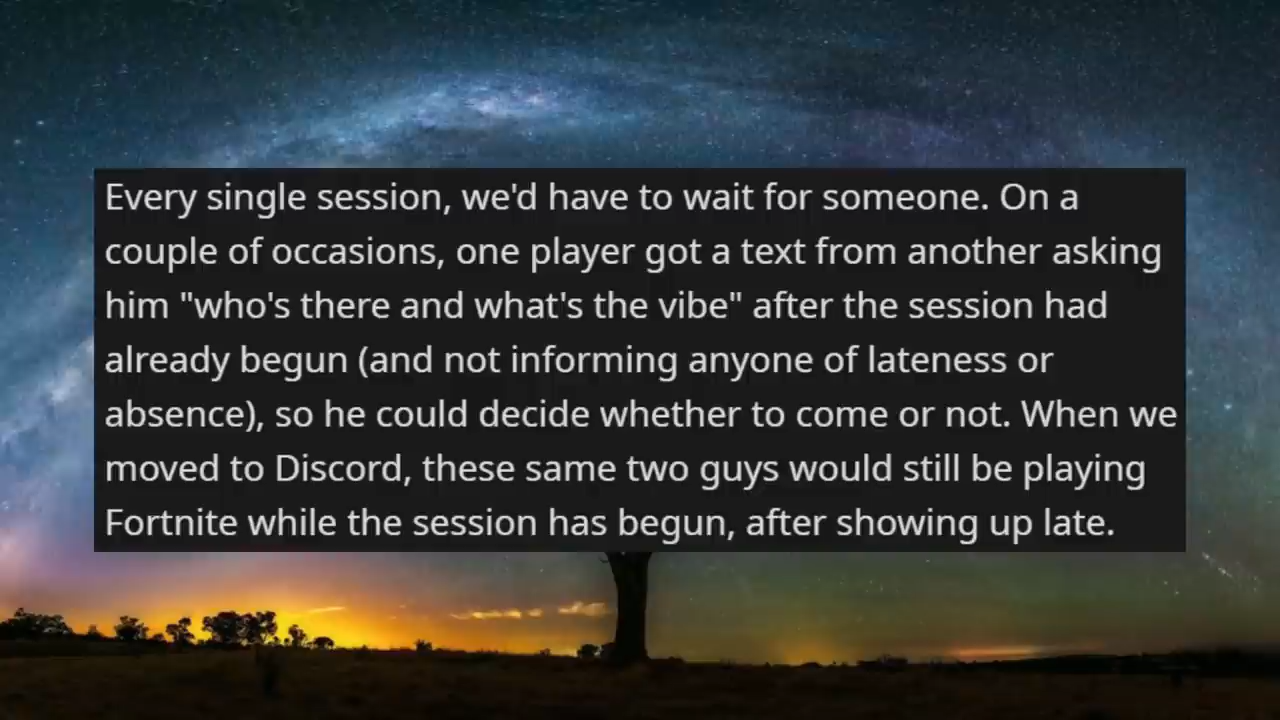 Every single session, we'd have to wait for someone. On a
couple of occasions, one player got a text from another asking
him "who's there and what's the vibe" after the session had
already begun (and not informing anyone of lateness or
absence), so he could decide whether to come or not. When we
moved to Discord, these same two guys would still be playing
Fortnite while the session has begun, after showing up late.